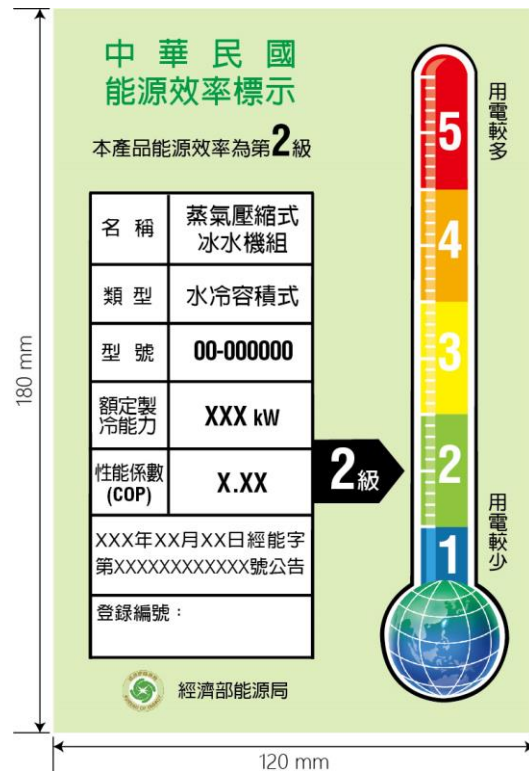 中華民國
能源效率標示
本產品能源效率為第2級
名稱
蒸氣壓縮式
冰水機組
類型
水冷容積式
型號
00-000000
額定製
冷能力
XXX kW
性能係數
(COP)
X.XX
XXX年XX月XX日經能字
第XXXXXXXXXXXX號公告
登錄編號：
經濟部能源局
2級
用電較多
5
4
3
2
1
用電較少
180 mm
120 mm